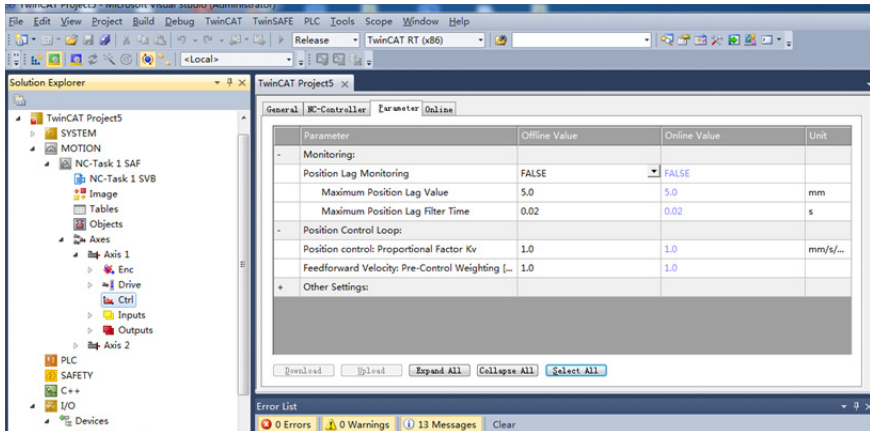 TwinCAT Project5 - Microsoft Visual Studio (Administrator)
File Edit View Project Build Debug TwinCAT TwinSAFE PLC Tools Scope Window Help
Release TwinCAT RT (x86)
<Local>
Solution Explorer
TwinCAT Project5
SYSTEM
MOTION
NC-Task 1 SAF
NC-Task 1 SVB
Image
Tables
Objects
Axes
Axis 1
Enc
Drive
Ctrl
Inputs
Outputs
Axis 2
PLC
SAFETY
C++
I/O
Devices
TwinCAT Project5
General NC-Controller Parameter Online
Parameter Offline Value Online Value Unit
- Monitoring:
Position Lag Monitoring FALSE FALSE
Maximum Position Lag Value 5.0 5.0 mm
Maximum Position Lag Filter Time 0.02 0.02 s
- Position Control Loop:
Position control: Proportional Factor Kv 1.0 1.0 mm/s/...
Feedforward Velocity: Pre-Control Weighting [... 1.0 1.0
+ Other Settings:
Download Upload Expand All Collapse All Select All
Error List
0 Errors 0 Warnings 13 Messages Clear